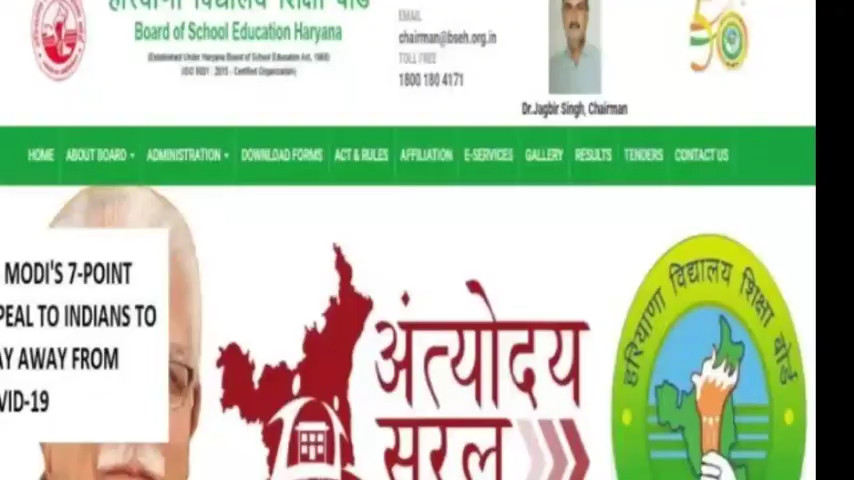 हरियाणा विद्यालय शिक्षा बोर्ड
Board of School Education Haryana
(Established Under Haryana Board of School Education Act, 1969)
(ISO 9001 : 2015 - Certified Organization)
EMAIL
chairman@bseh.org.in
TOLL FREE
1800 180 4171
Dr.Jagbir Singh, Chairman
HOME ABOUT BOARD ADMINISTRATION DOWNLOAD FORMS ACT & RULES AFFILIATION E-SERVICES GALLERY RESULTS TENDERS CONTACT US
MODI'S 7-POINT
PEAL TO INDIANS TO
AY AWAY FROM
VID-19
अंत्योदय
सरल
हरियाणा विद्यालय शिक्षा बोर्ड